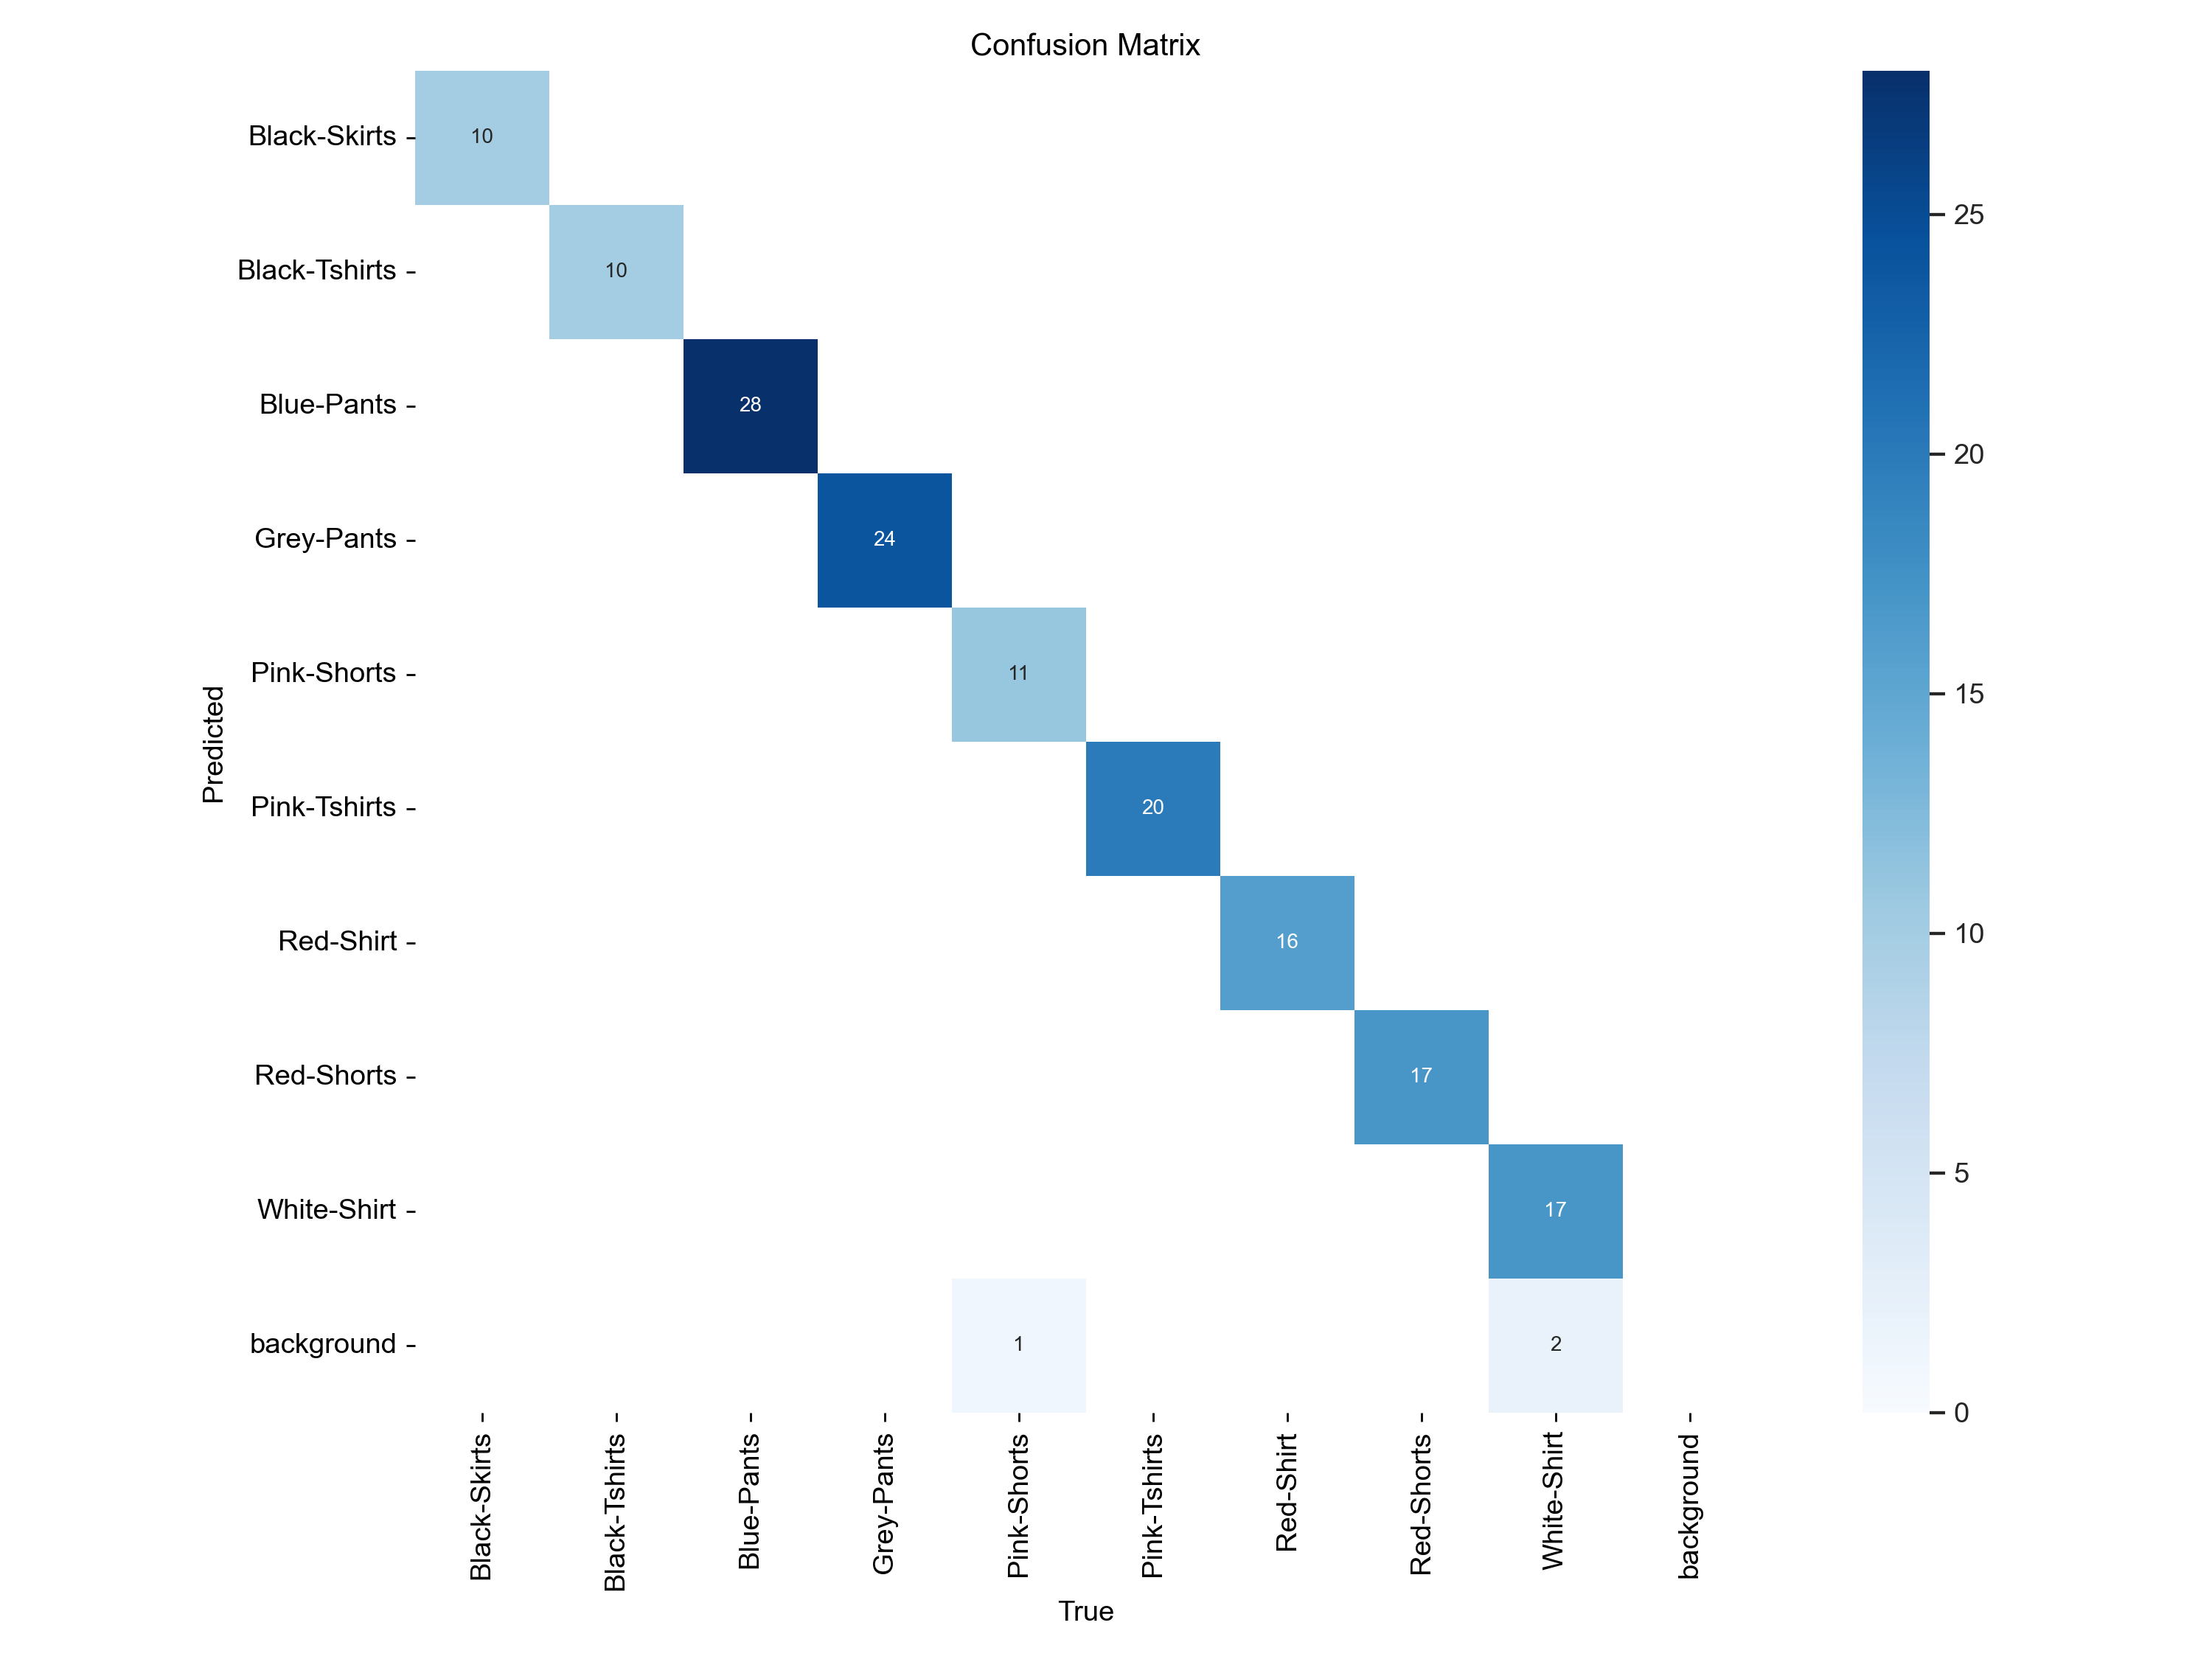 Confusion Matrix
Black-Skirts
10
Black-Tshirts
10
Blue-Pants
28
Grey-Pants
24
Pink-Shorts
11
Pink-Tshirts
20
Red-Shirt
16
Red-Shorts
17
White-Shirt
17
background
1
2
Predicted
Black-Skirts
Black-Tshirts
Blue-Pants
Grey-Pants
Pink-Shorts
Pink-Tshirts
Red-Shirt
Red-Shorts
White-Shirt
background
True
25
20
15
10
5
0